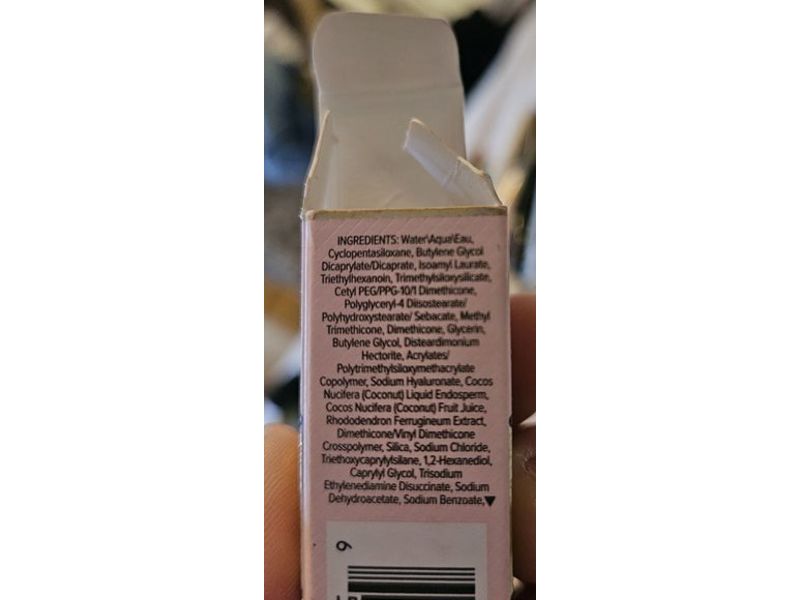 INGREDIENTS: Water\Aqua\Eau,
Cyclopentasiloxane, Butylene Glycol
Dicaprylate/Dicaprate, Isoamyl Laurate,
Triethylhexanoin, Trimethylsiloxysilicate,
Cetyl PEG/PPG-10/1 Dimethicone,
Polyglyceryl-4 Diisostearate/
Polyhydroxystearate/ Sebacate, Methyl
Trimethicone, Dimethicone, Glycerin,
Butylene Glycol, Disteardimonium
Hectorite, Acrylates/
Polytrimethylsiloxymethacrylate
Copolymer, Sodium Hyaluronate, Cocos
Nucifera (Coconut) Liquid Endosperm,
Cocos Nucifera (Coconut) Fruit Juice,
Rhododendron Ferrugineum Extract,
Dimethicone/Vinyl Dimethicone
Crosspolymer, Silica, Sodium Chloride,
Triethoxycaprylylsilane, 1,2-Hexanediol,
Caprylyl Glycol, Trisodium
Ethylenediamine Disuccinate, Sodium
Dehydroacetate, Sodium Benzoate,▼